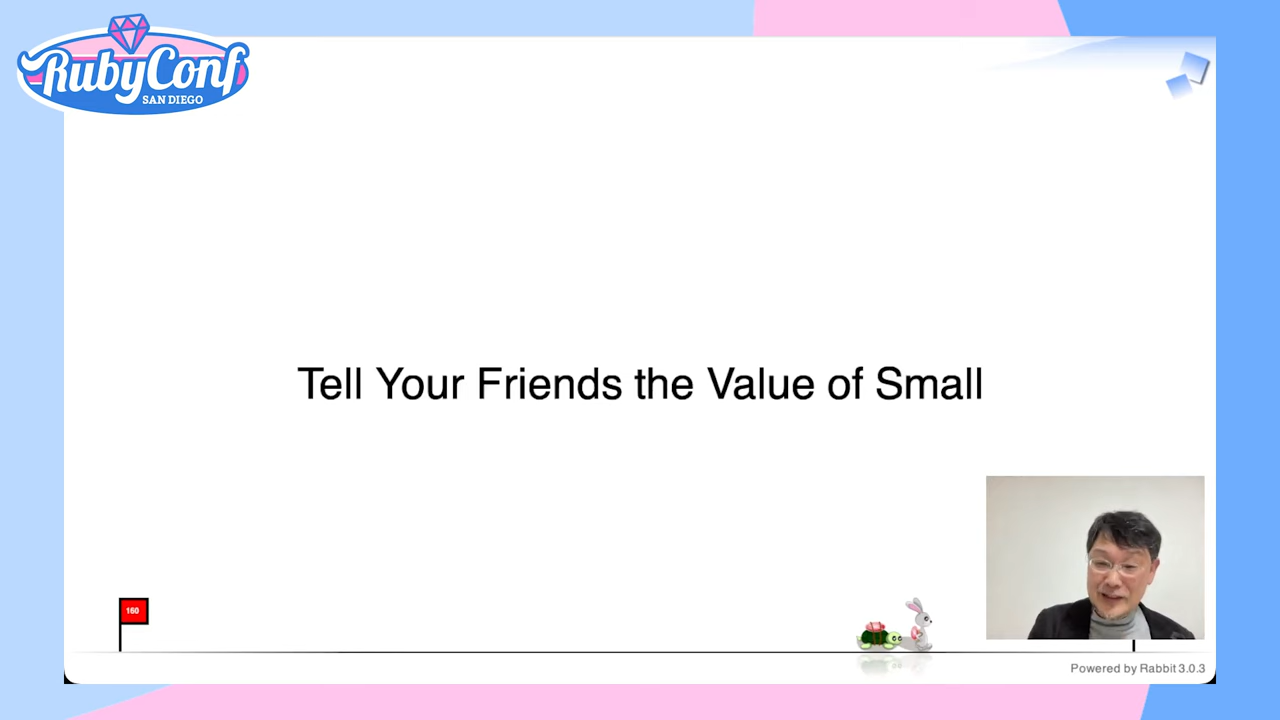 RubyConf
SAN DIEGO
Tell Your Friends the Value of Small
160
Powered by Rabbit 3.0.3